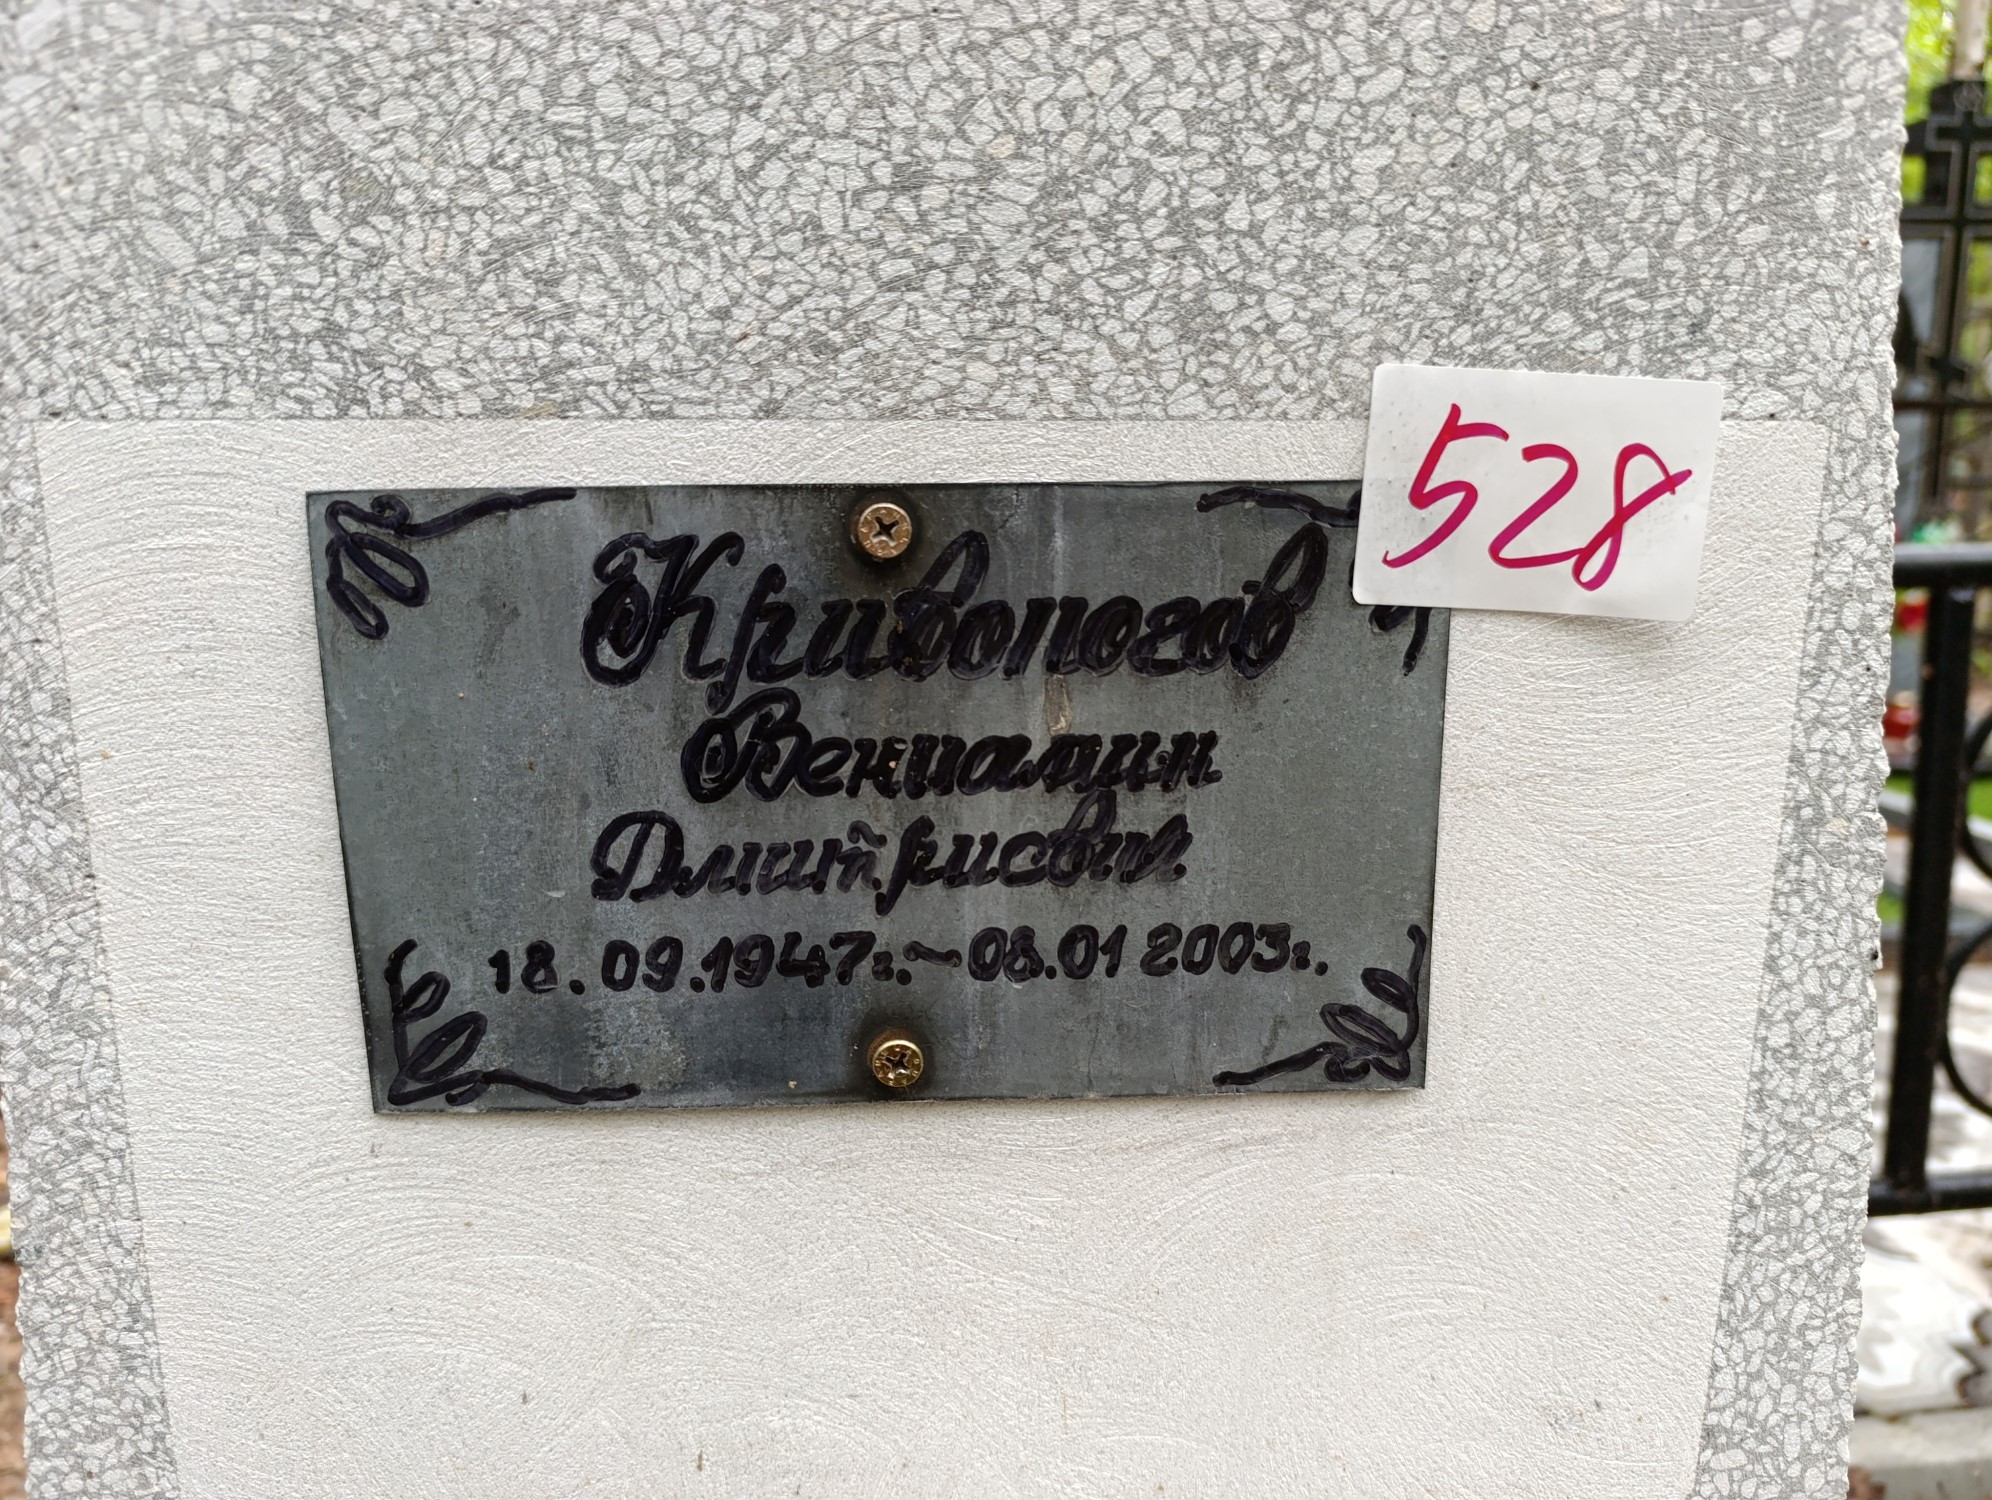 Кривоногов
Вениамин
Дмитриевич
18.09.1947г.~08.01 2003г.
528